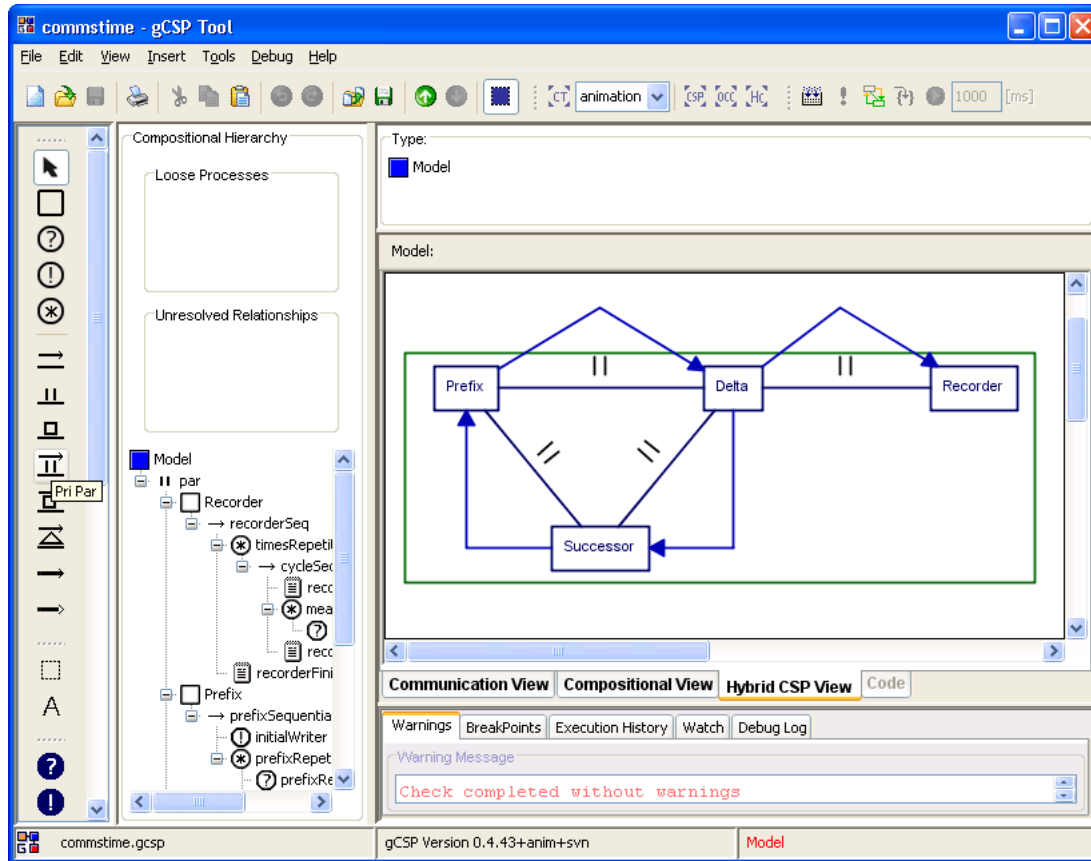 commstime - gCSP Tool
File Edit View Insert Tools Debug Help
CT animation CSP OCC HC 1000 [ms]
Compositional Hierarchy
Loose Processes
Unresolved Relationships
Model
par
Recorder
recorderSeq
timesRepeti
cycleSec
reco
mea
?
reco
recorderFini
Prefix
prefixSequentia
initialWriter
prefixRepet
prefixRe
Pri Par
A
Type:
Model
Model:
Prefix
Delta
Recorder
Successor
Communication View Compositional View Hybrid CSP View Code
Warnings BreakPoints Execution History Watch Debug Log
Warning Message
Check completed without warnings
commstime.gcsp gCSP Version 0.4.43+anim+svn Model